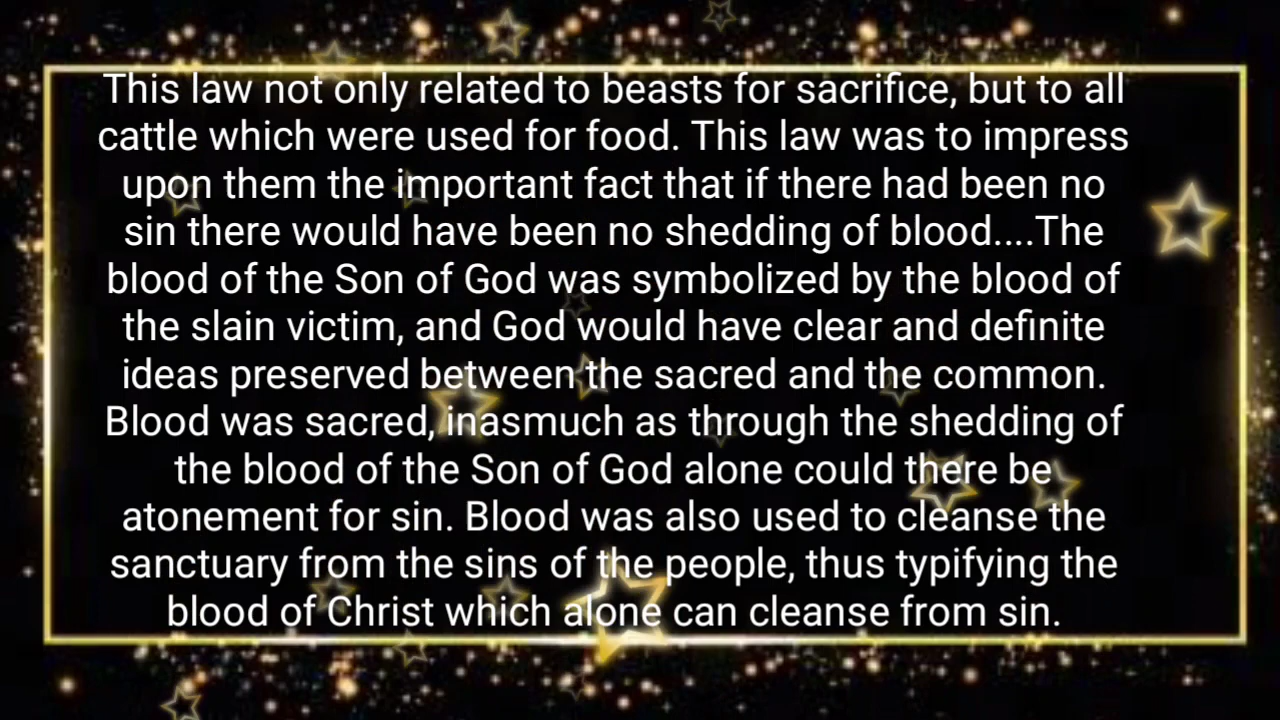 This law not only related to beasts for sacrifice, but to all
cattle which were used for food. This law was to impress
upon them the important fact that if there had been no
sin there would have been no shedding of blood....The
blood of the Son of God was symbolized by the blood of
the slain victim, and God would have clear and definite
ideas preserved between the sacred and the common.
Blood was sacred, inasmuch as through the shedding of
the blood of the Son of God alone could there be
atonement for sin. Blood was also used to cleanse the
sanctuary from the sins of the people, thus typifying the
blood of Christ which alone can cleanse from sin.